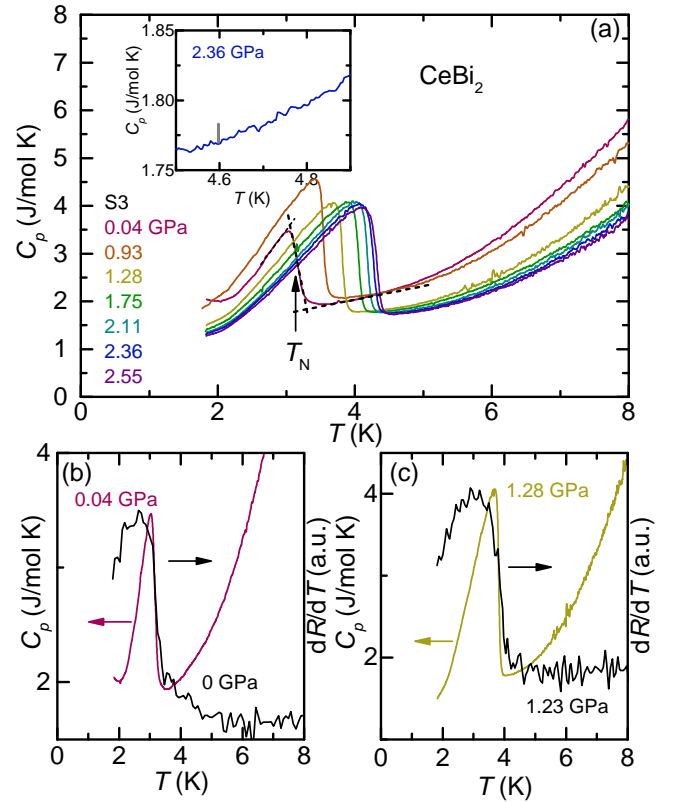 (a)
CeBi2
Cp (J/mol K)
8
7
6
5
4
3
2
1
0
1.85
1.80
1.75
2.36 GPa
Cp (J/mol K)
4.6
4.8
T (K)
S3
0.04 GPa
0.93
1.28
1.75
2.11
2.36
2.55
TN
0 2 4 6 8
T (K)
(b)
0.04 GPa
Cp (J/mol K)
4
2
0 GPa
dR/dT (a.u.)
0 2 4 6 8
T (K)
(c)
1.28 GPa
Cp (J/mol K)
4
2
1.23 GPa
dR/dT (a.u.)
0 2 4 6 8
T (K)